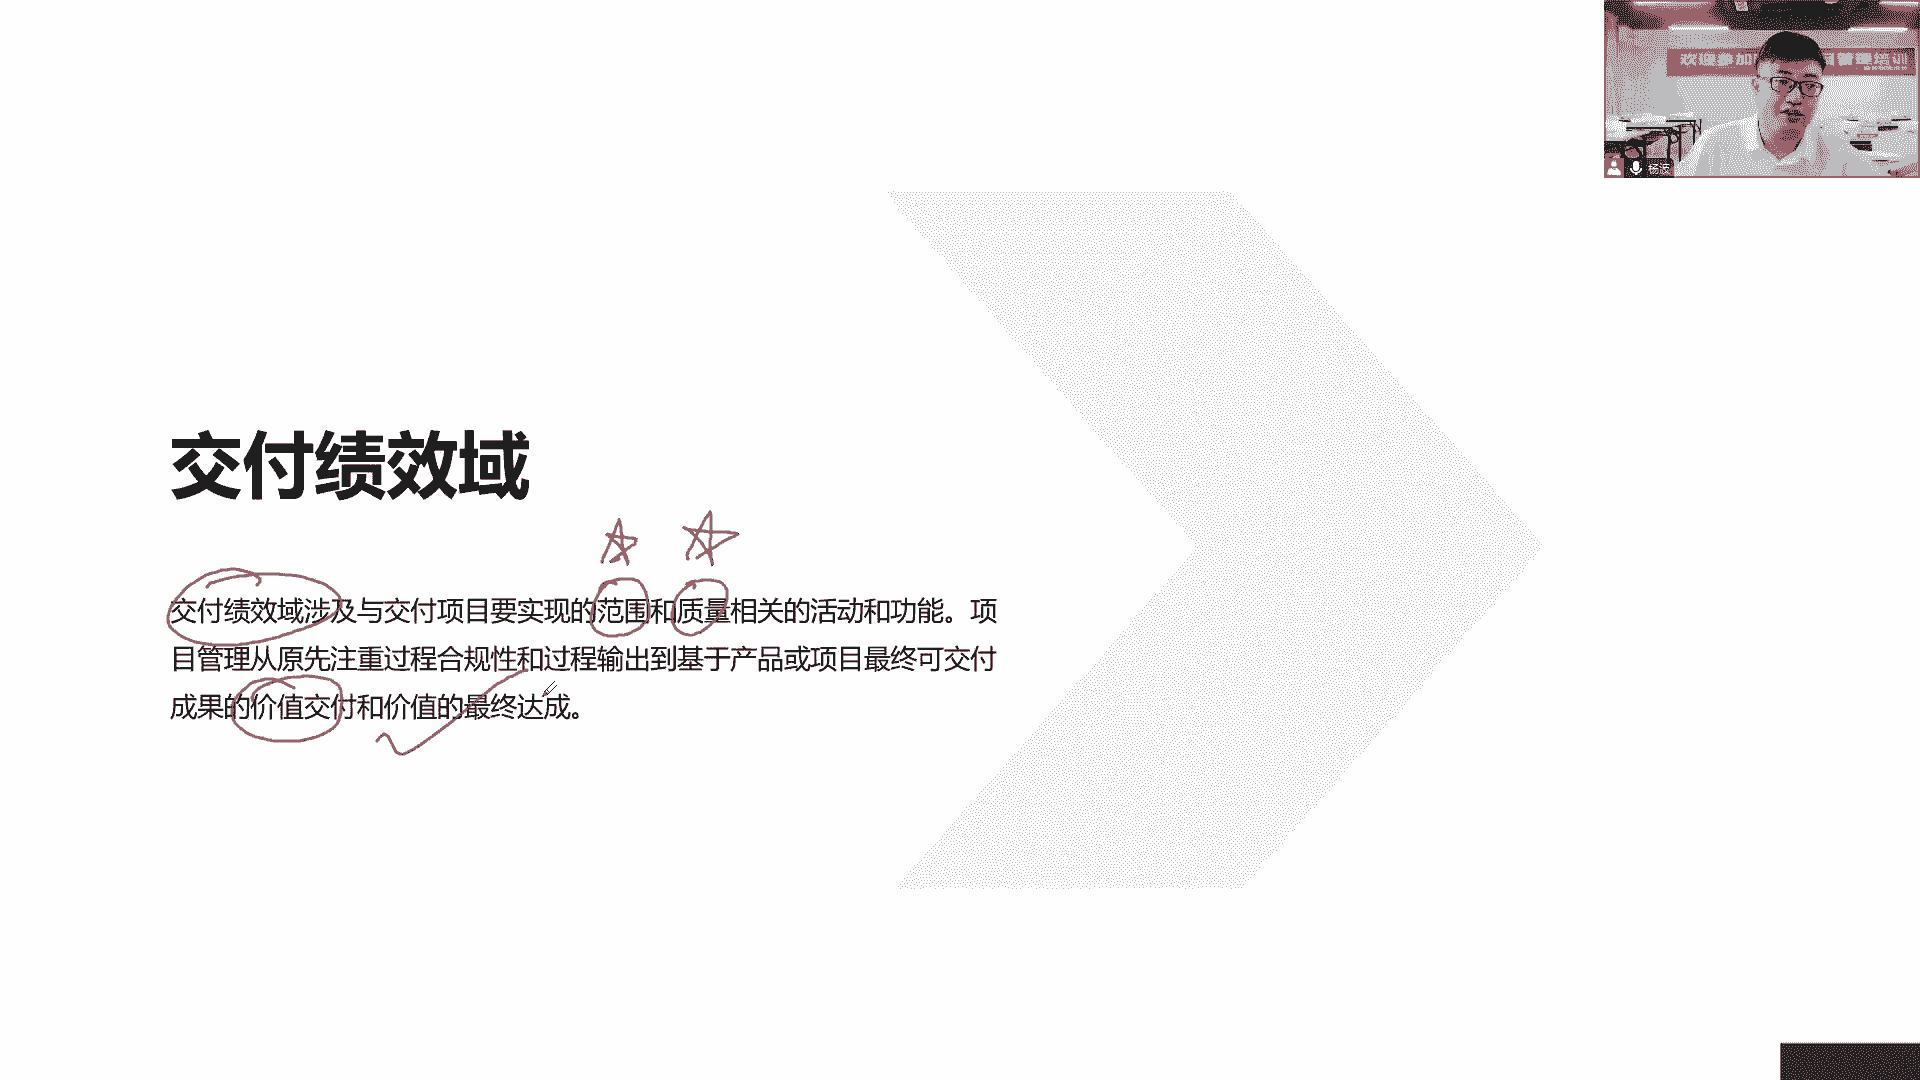 欢迎参加
管理培训
杨波
交付绩效域
交付绩效域涉及与交付项目要实现的范围和质量相关的活动和功能。项
目管理从原先注重过程合规性和过程输出到基于产品或项目最终可交付
成果的价值交付和价值的最终达成。